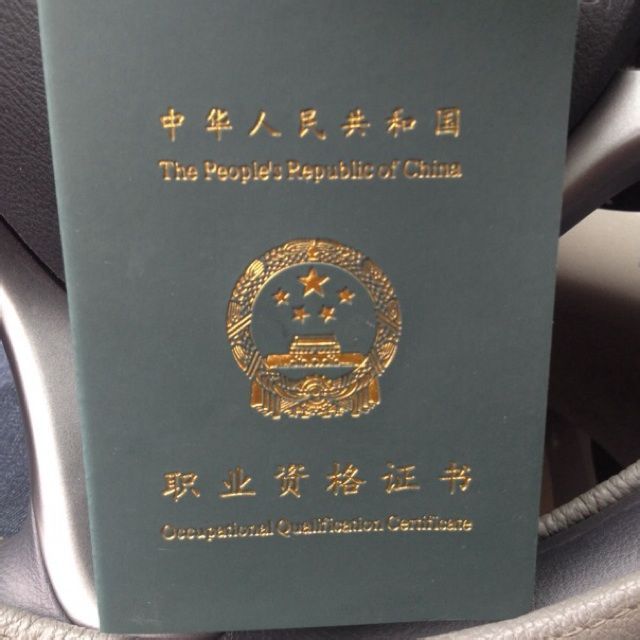 中华人民共和国
The People's Republic of China
职业资格证书
Occupational Qualification Certificate